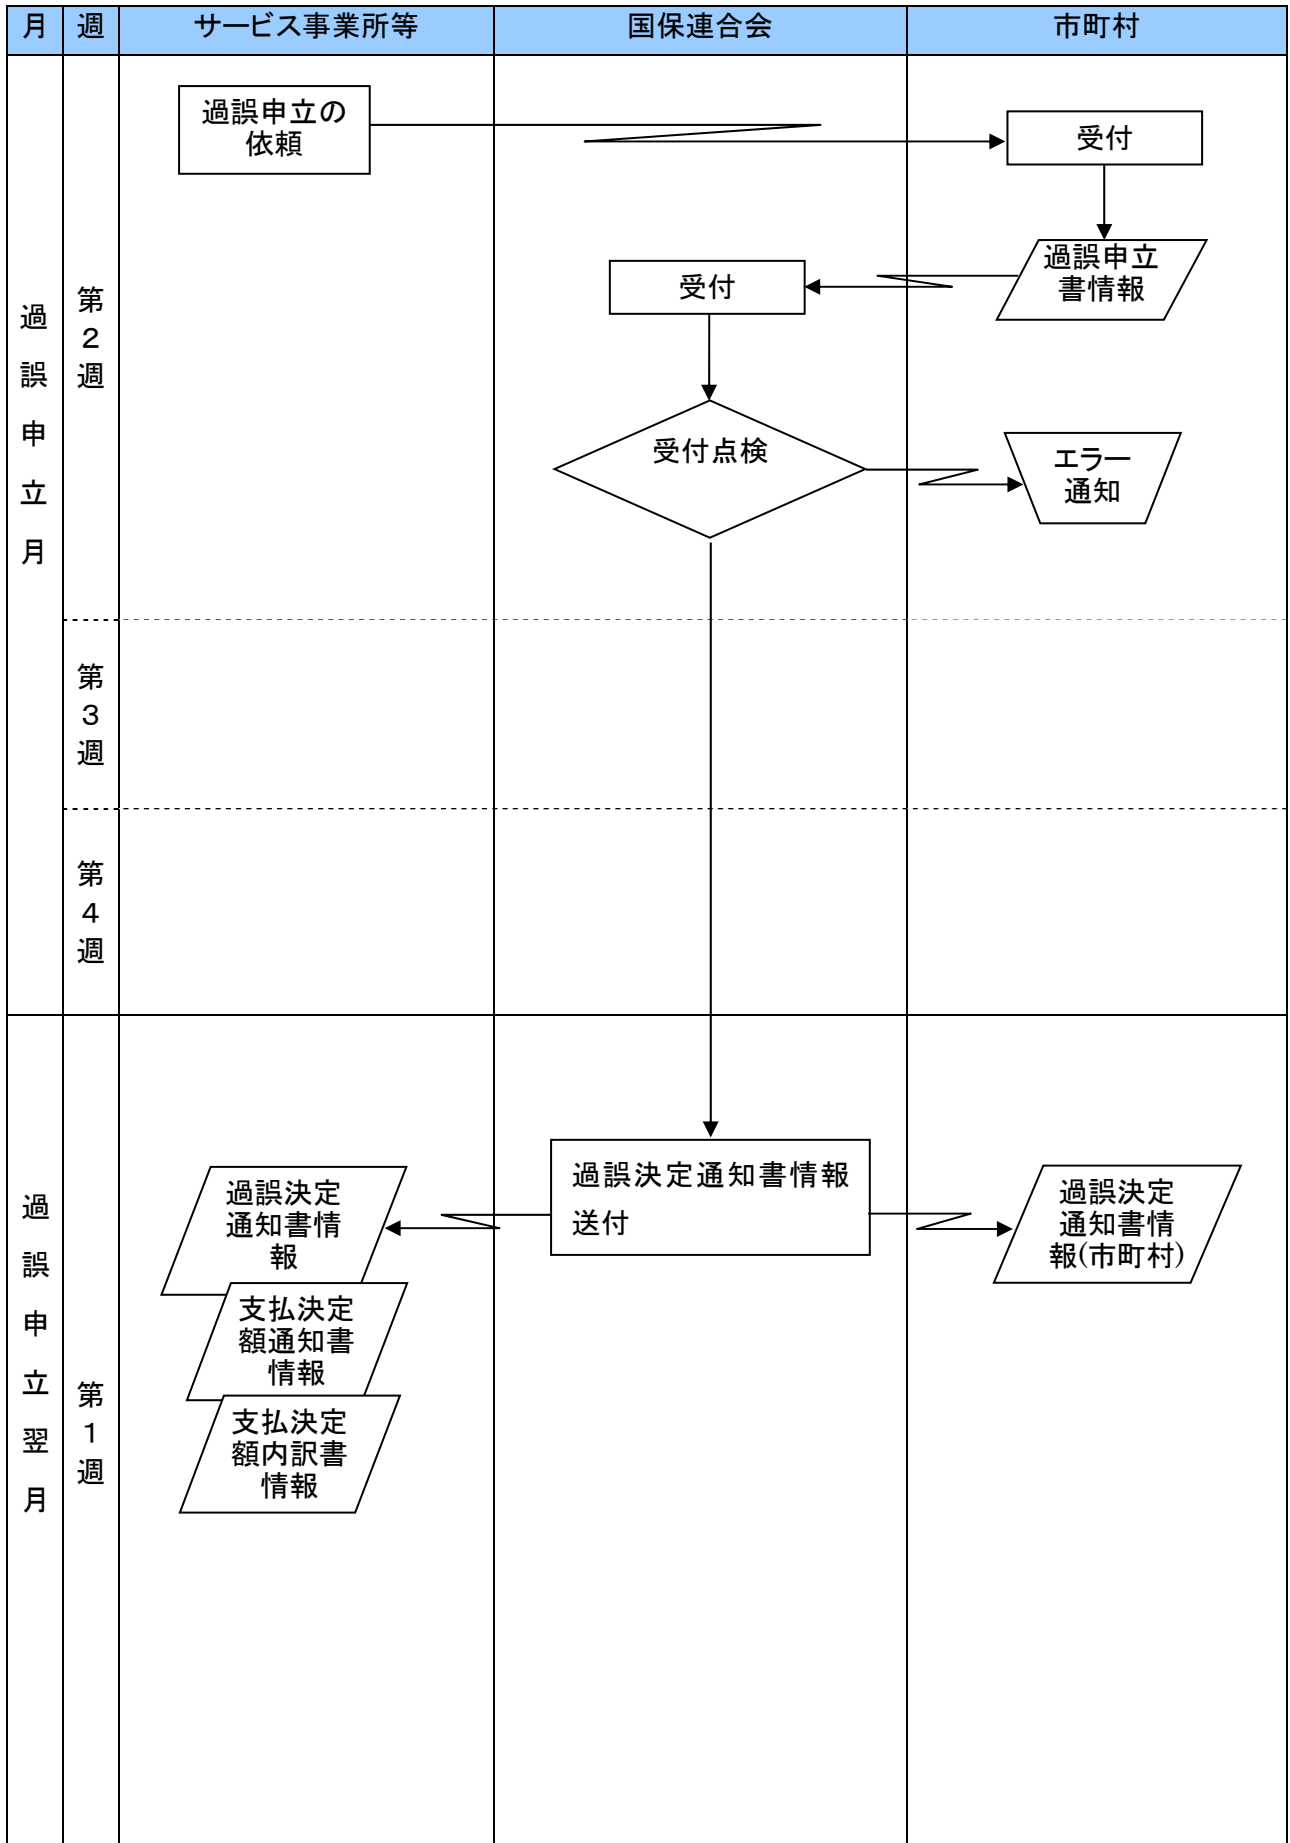 月 週 サービス事業所等 国保連合会 市町村
過誤申立月
第2週
過誤申立の
依頼
受付
過誤申立
書情報
受付
受付点検
エラー
通知
第3週
第4週
過誤申立翌月
第1週
過誤決定通知書情報
送付
過誤決定
通知書情
報
支払決定
額通知書
情報
支払決定
額内訳書
情報
過誤決定
通知書情
報(市町村)